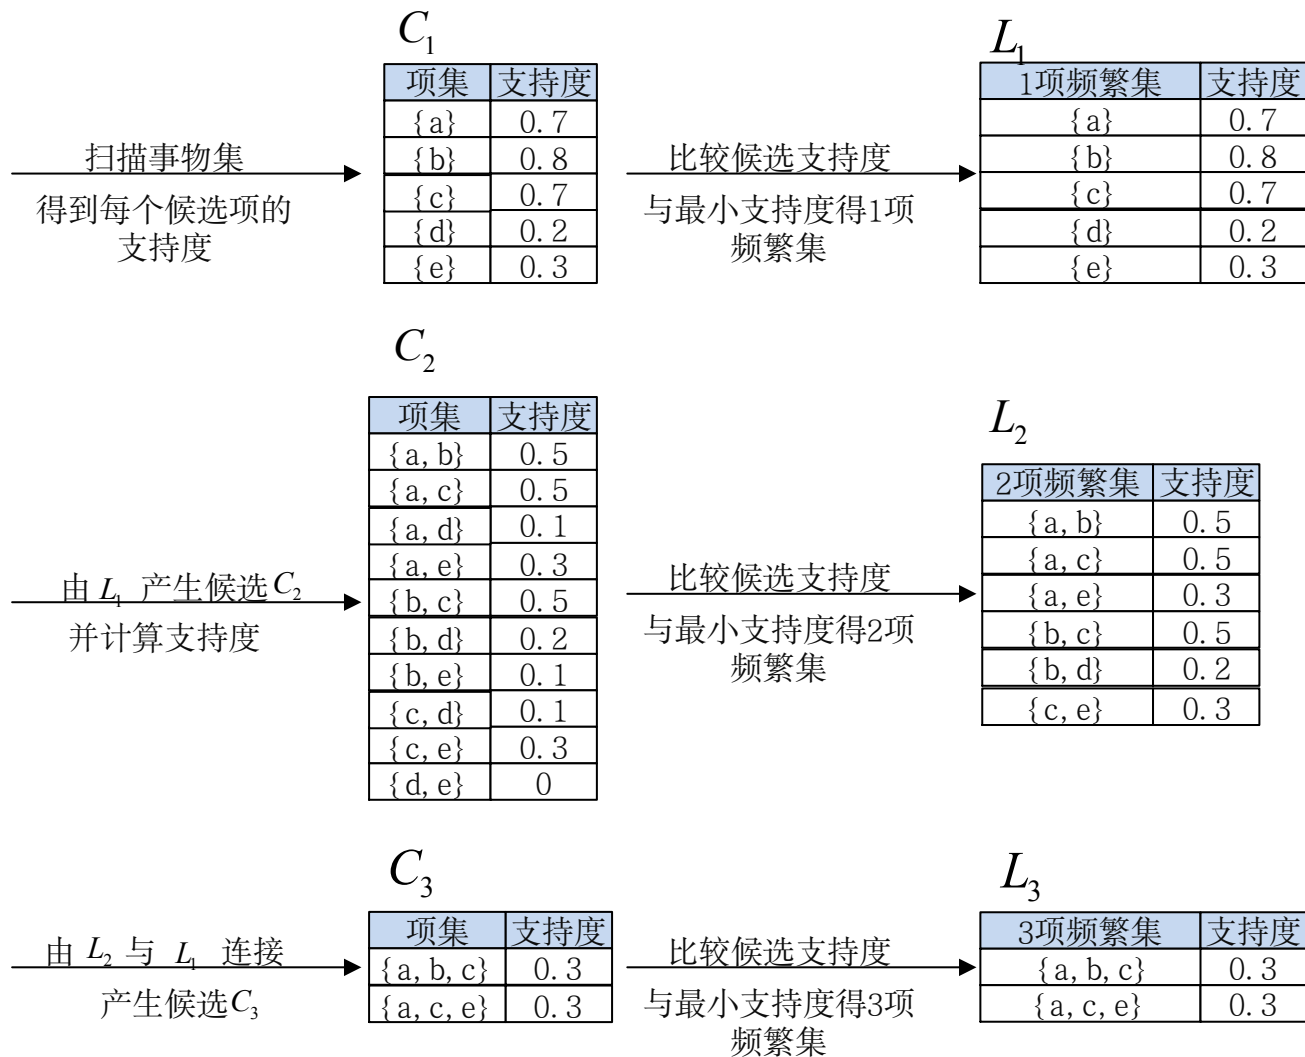 C1
项集 支持度
{a} 0.7
{b} 0.8
{c} 0.7
{d} 0.2
{e} 0.3
扫描事物集
得到每个候选项的
支持度
比较候选支持度
与最小支持度得1项
频繁集
L1
1项频繁集 支持度
{a} 0.7
{b} 0.8
{c} 0.7
{d} 0.2
{e} 0.3
C2
项集 支持度
{a,b} 0.5
{a,c} 0.5
{a,d} 0.1
{a,e} 0.3
{b,c} 0.5
{b,d} 0.2
{b,e} 0.1
{c,d} 0.1
{c,e} 0.3
{d,e} 0
由 L1 产生候选C2
并计算支持度
比较候选支持度
与最小支持度得2项
频繁集
L2
2项频繁集 支持度
{a,b} 0.5
{a,c} 0.5
{a,e} 0.3
{b,c} 0.5
{b,d} 0.2
{c,e} 0.3
C3
项集 支持度
{a,b,c} 0.3
{a,c,e} 0.3
由 L2 与 L1 连接
产生候选C3
比较候选支持度
与最小支持度得3项
频繁集
L3
3项频繁集 支持度
{a,b,c} 0.3
{a,c,e} 0.3